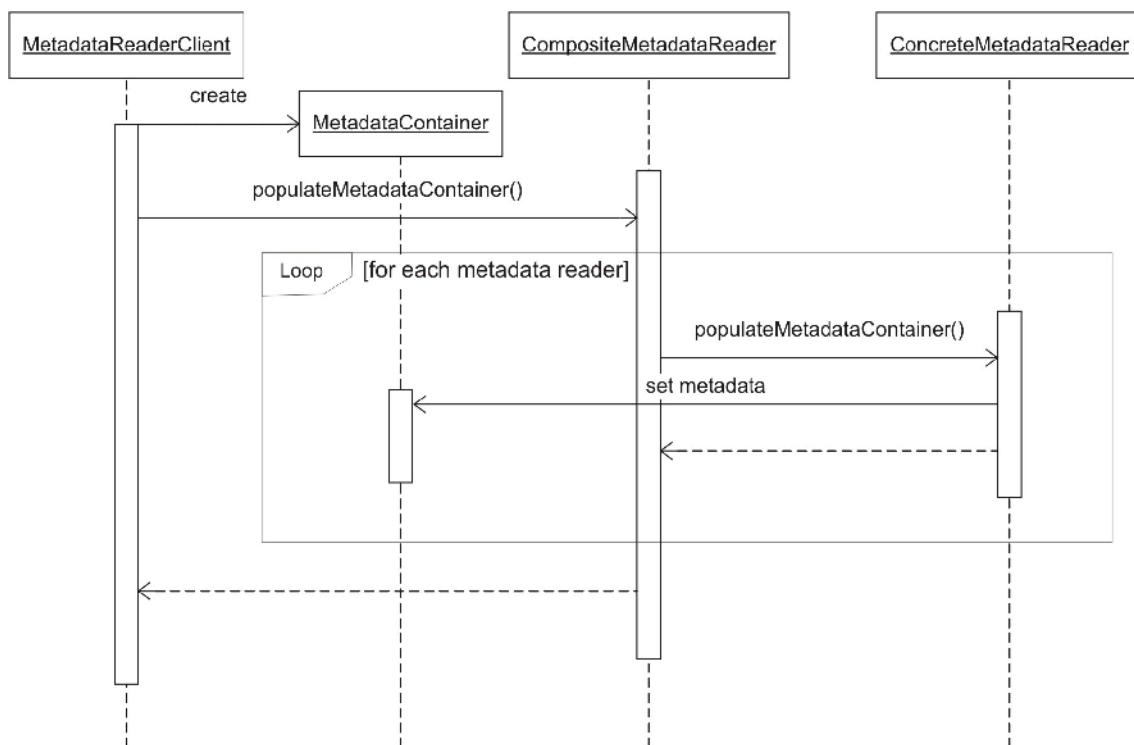 MetadataReaderClient
CompositeMetadataReader
ConcreteMetadataReader
create
MetadataContainer
populateMetadataContainer()
Loop
[for each metadata reader]
populateMetadataContainer()
set metadata